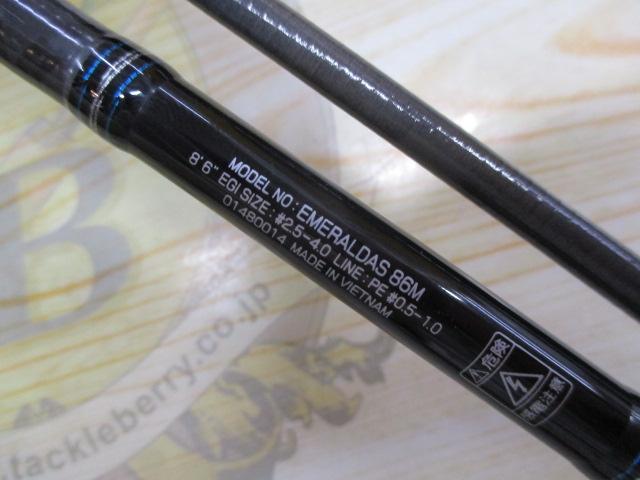 MODEL NO : EMERALDAS 86M
8' 6" EGI SIZE : #2.5~4.0 LINE : PE #0.5~1.0
01480014 MADE IN VIETNAM
危険
感電注意
B
.tackleberry.co.jp